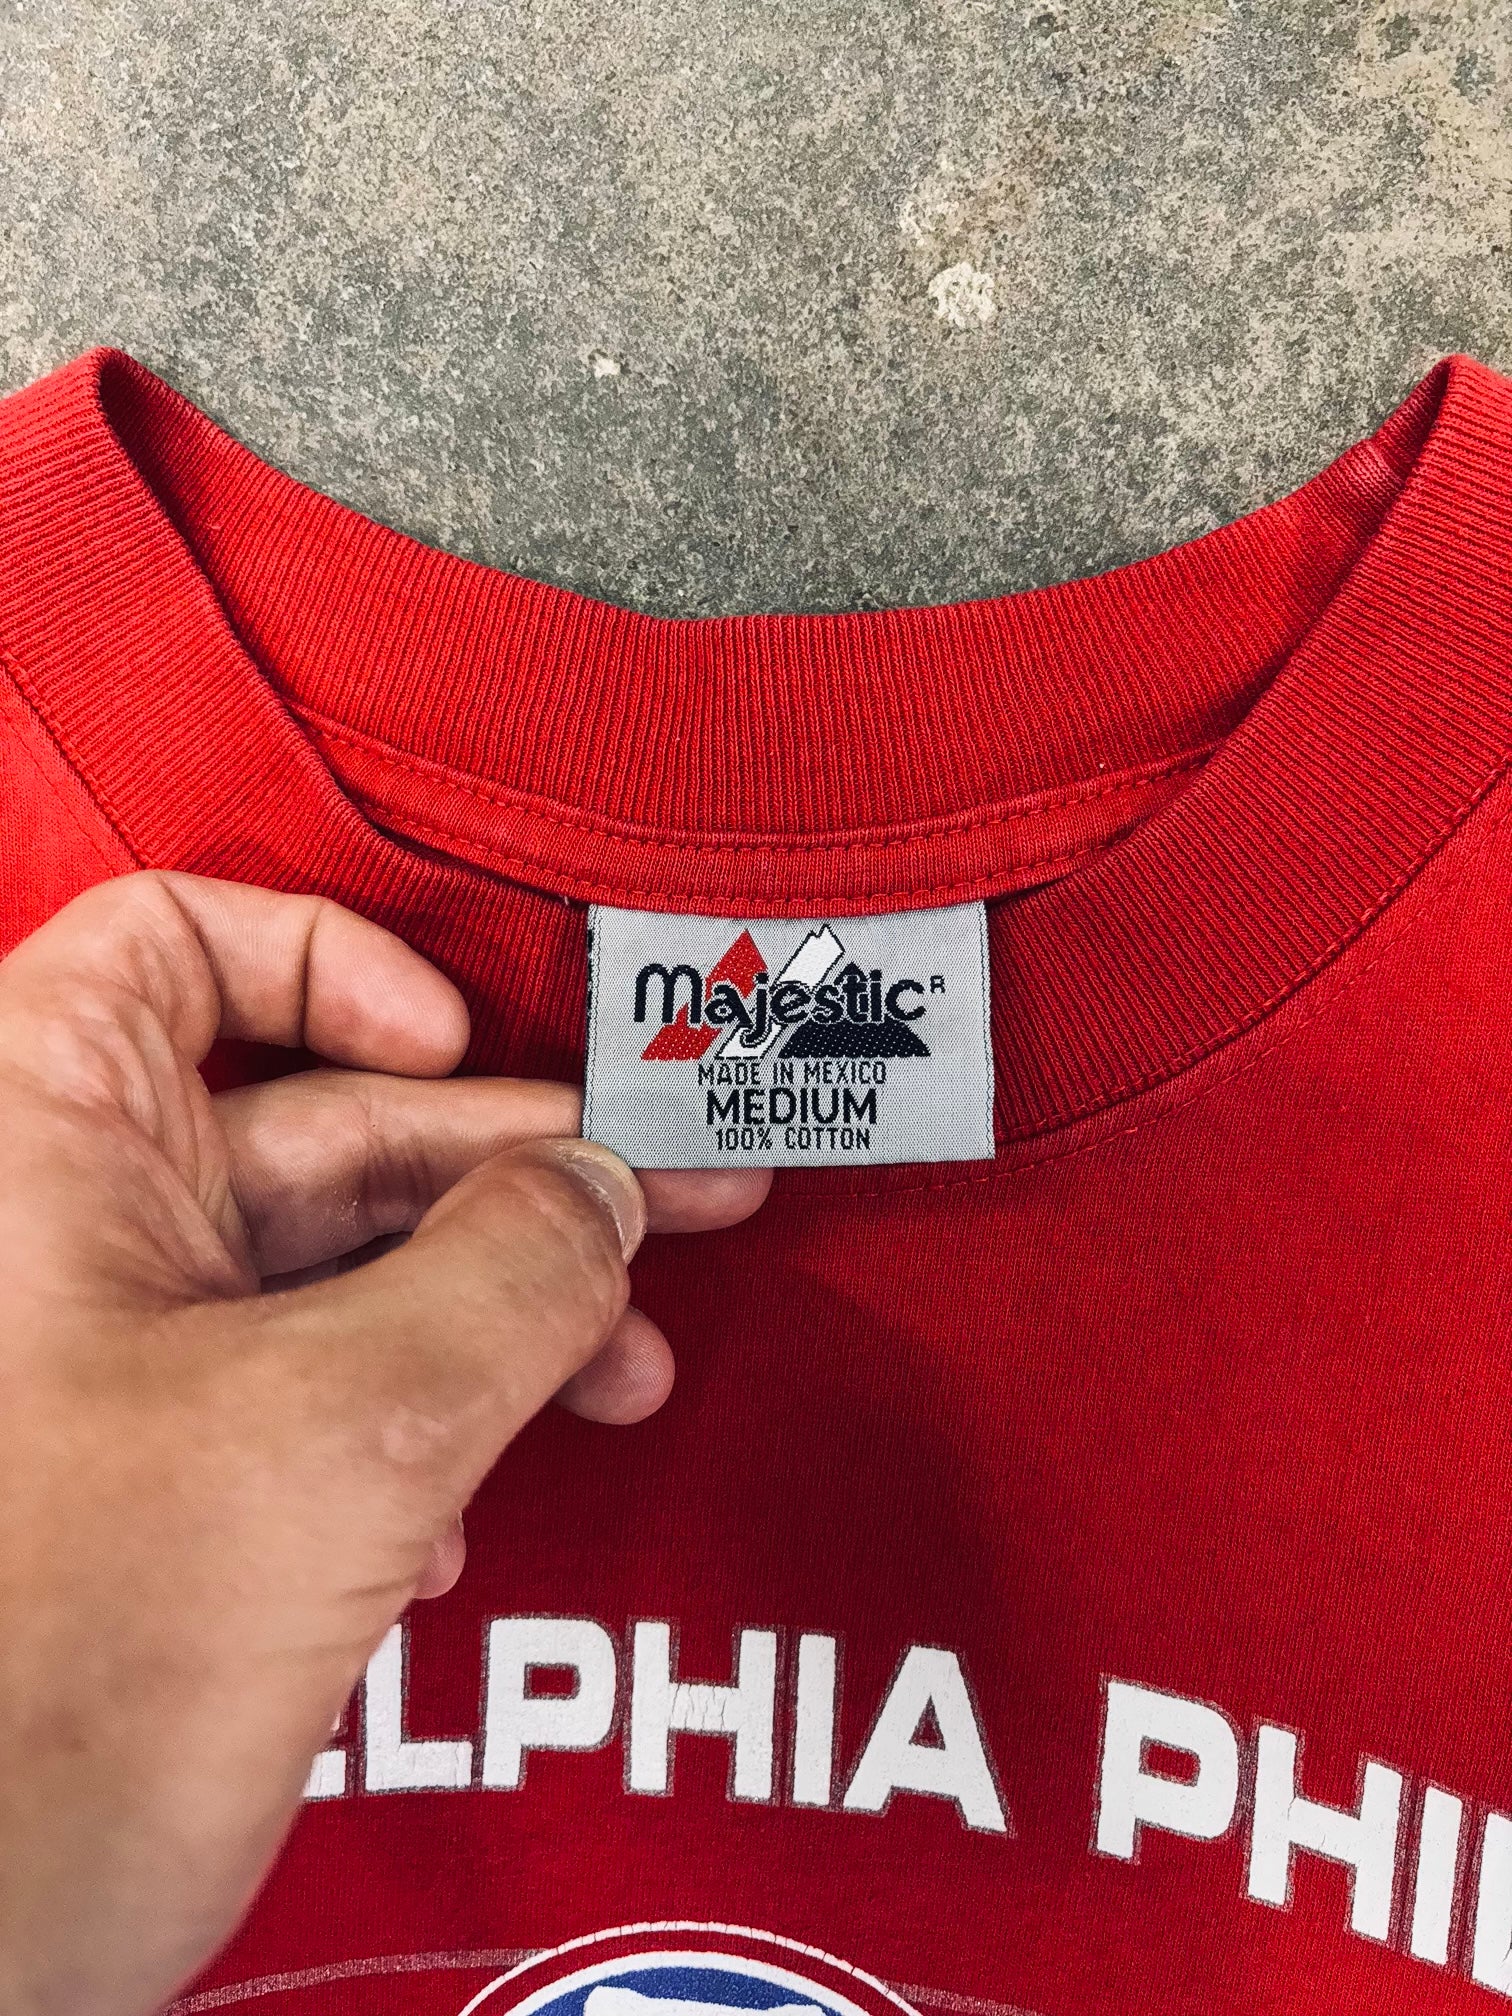 Majestic R
MADE IN MEXICO
MEDIUM
100% COTTON
ELPHIA PHI